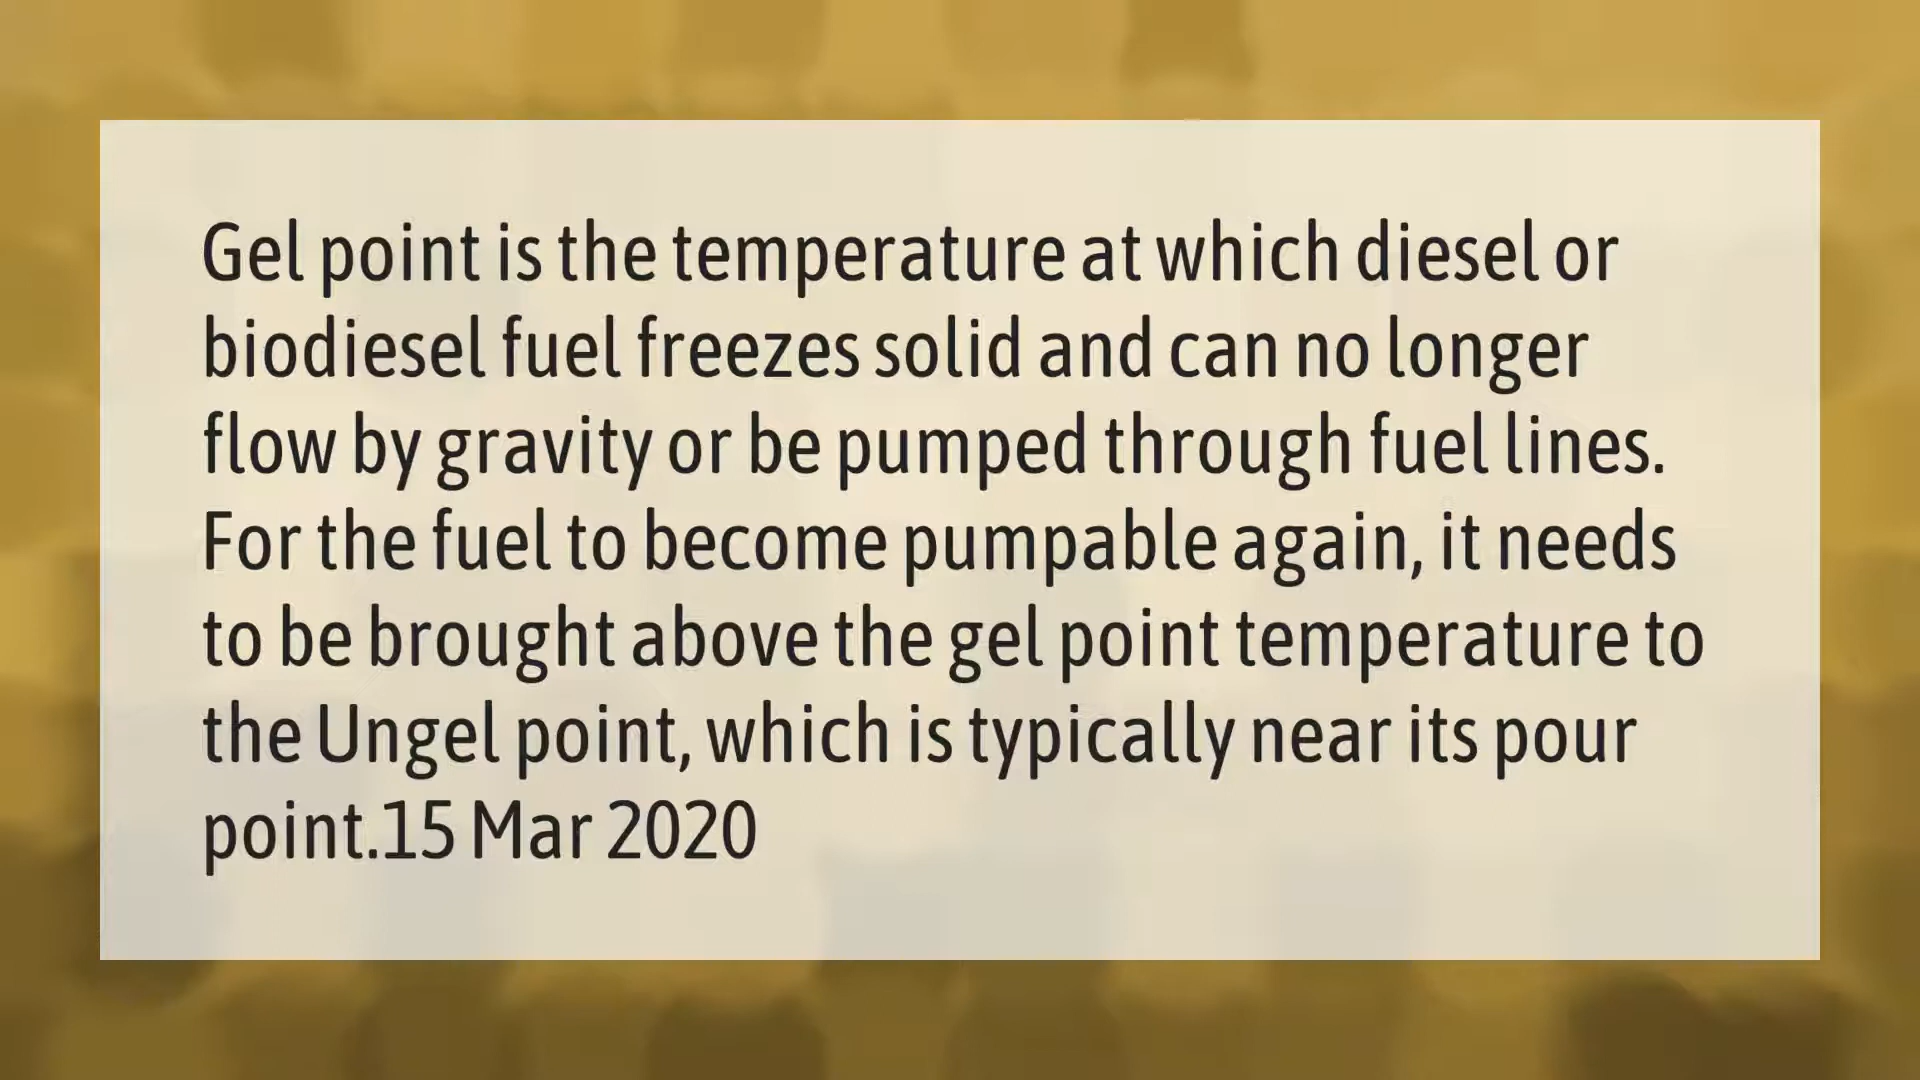 Gel point is the temperature at which diesel or
biodiesel fuel freezes solid and can no longer
flow by gravity or be pumped through fuel lines.
For the fuel to become pumpable again, it needs
to be brought above the gel point temperature to
the Ungel point, which is typically near its pour
point.15 Mar 2020